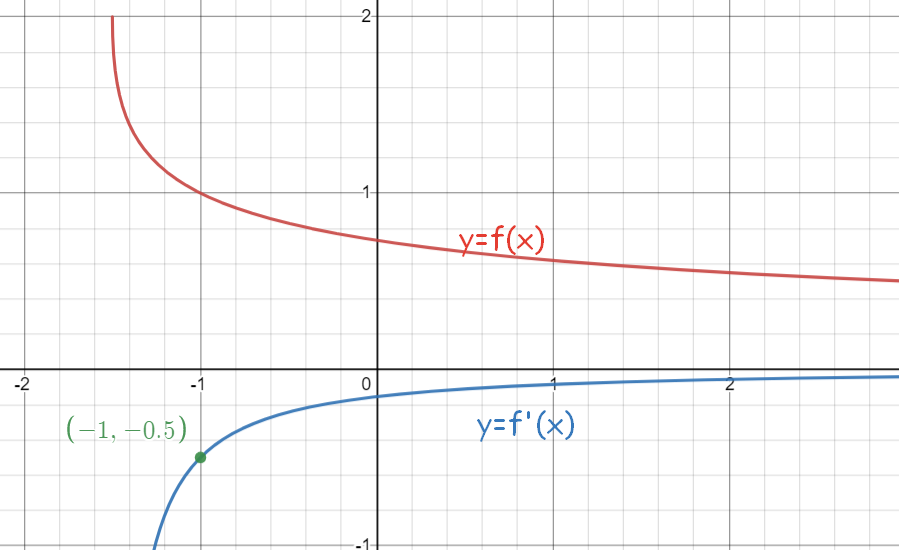 2
1
y=f(x)
-2 -1 0 1 2
(−1, −0.5)
y=f'(x)
-1